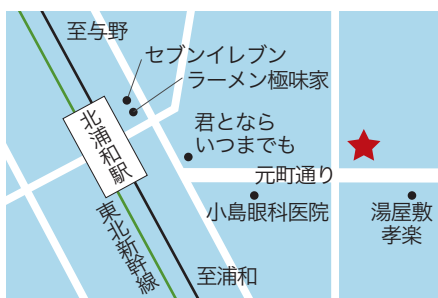 至与野
セブンイレブン
ラーメン極味家
北浦和駅
君となら
いつまでも
元町通り
小島眼科医院
湯屋敷
孝楽
東北新幹線
至浦和